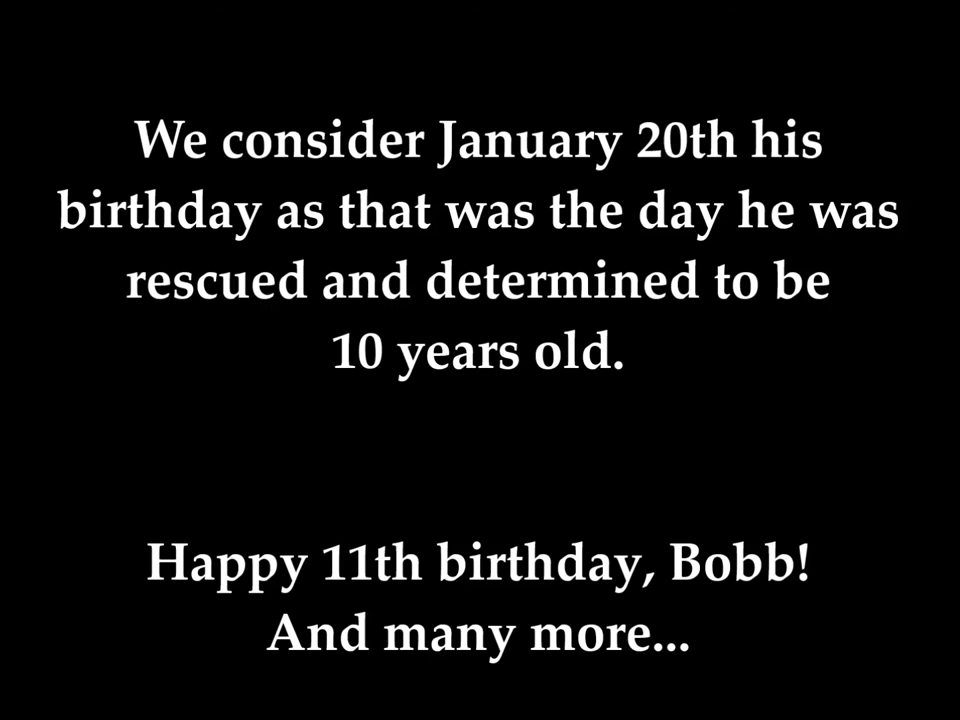 We consider January 20th his
birthday as that was the day he was
rescued and determined to be
10 years old.
Happy 11th birthday, Bobb!
And many more...